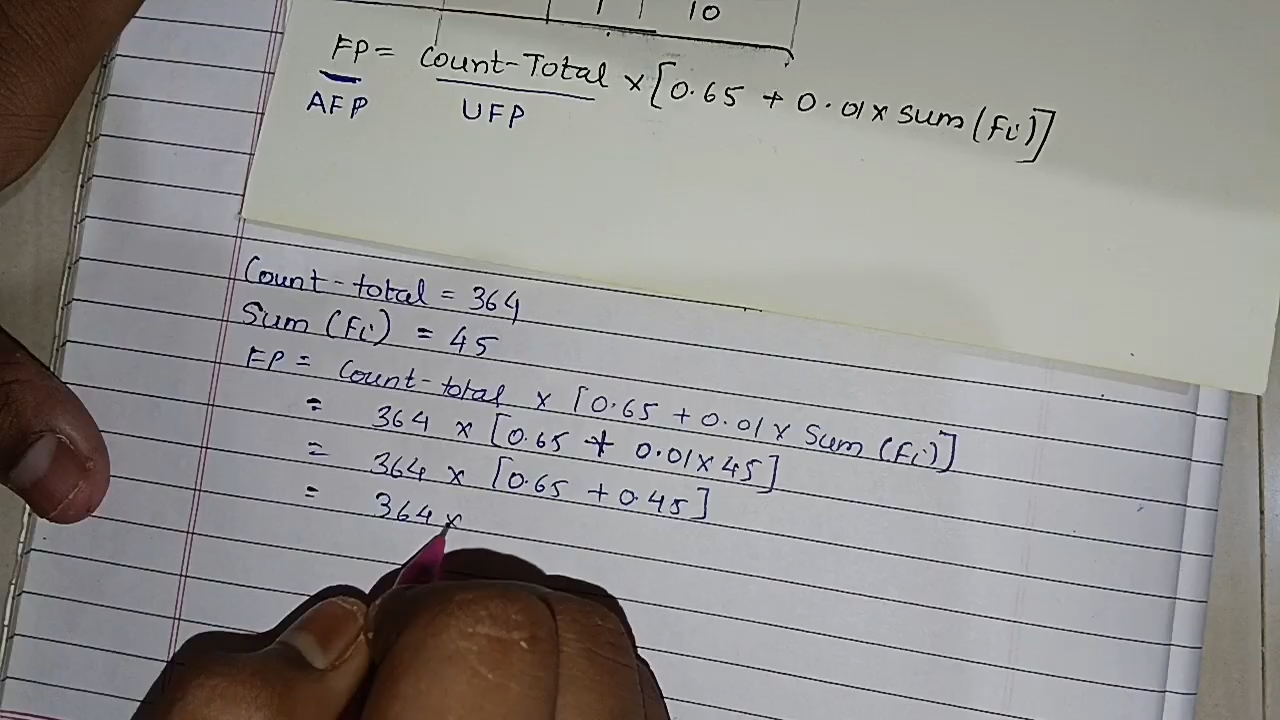 1 10
FP = Count-Total × [0.65 + 0.01 × Sum (Fi)]
AFP UFP
Count-total = 364
Sum (Fi) = 45
FP = Count-total × [0.65 + 0.01 × Sum (Fi)]
= 364 × [0.65 + 0.01 × 45]
= 364 × [0.65 + 0.45]
= 364 ×